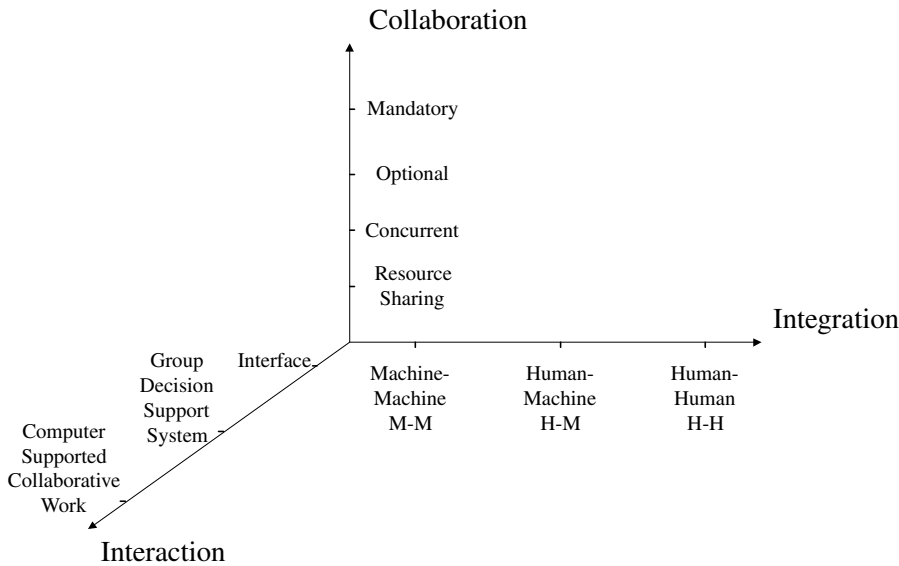 Collaboration
Mandatory
Optional
Concurrent
Resource
Sharing
Integration
Machine-
Machine
M-M
Human-
Machine
H-M
Human-
Human
H-H
Interface
Group
Decision
Support
System
Computer
Supported
Collaborative
Work
Interaction